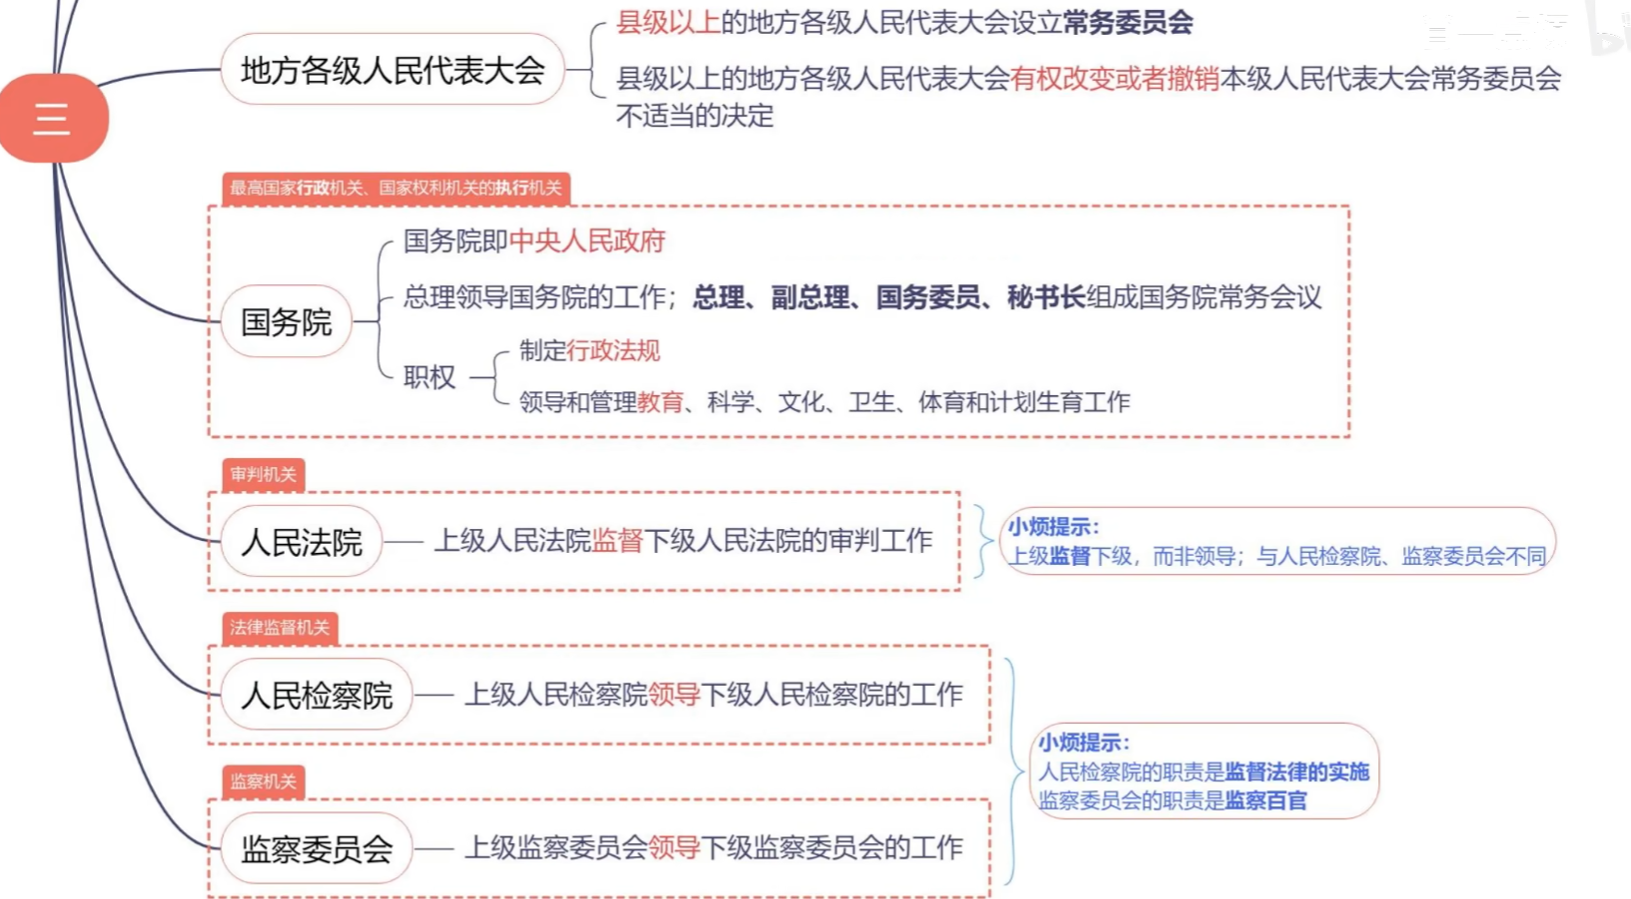 三
地方各级人民代表大会
县级以上的地方各级人民代表大会设立常务委员会
县级以上的地方各级人民代表大会有权改变或者撤销本级人民代表大会常务委员会
不适当的决定
最高国家行政机关、国家权利机关的执行机关
国务院
国务院即中央人民政府
总理领导国务院的工作；总理、副总理、国务委员、秘书长组成国务院常务会议
职权
制定行政法规
领导和管理教育、科学、文化、卫生、体育和计划生育工作
审判机关
人民法院
上级人民法院监督下级人民法院的审判工作
小烦提示：
上级监督下级，而非领导；与人民检察院、监察委员会不同
法律监督机关
人民检察院
上级人民检察院领导下级人民检察院的工作
监察机关
监察委员会
上级监察委员会领导下级监察委员会的工作
小烦提示：
人民检察院的职责是监督法律的实施
监察委员会的职责是监察百官